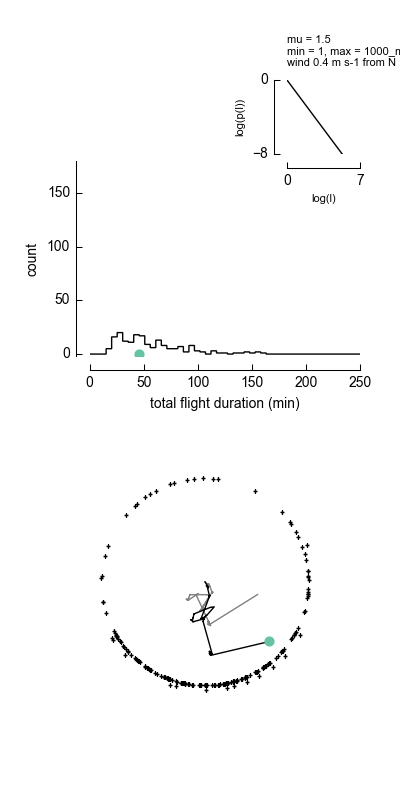 mu = 1.5
min = 1, max = 1000_m
wind 0.4 m s-1 from N
0
log(p(l))
−8
0 7
log(l)
150
100
50
0
count
0 50 100 150 200 250
total flight duration (min)